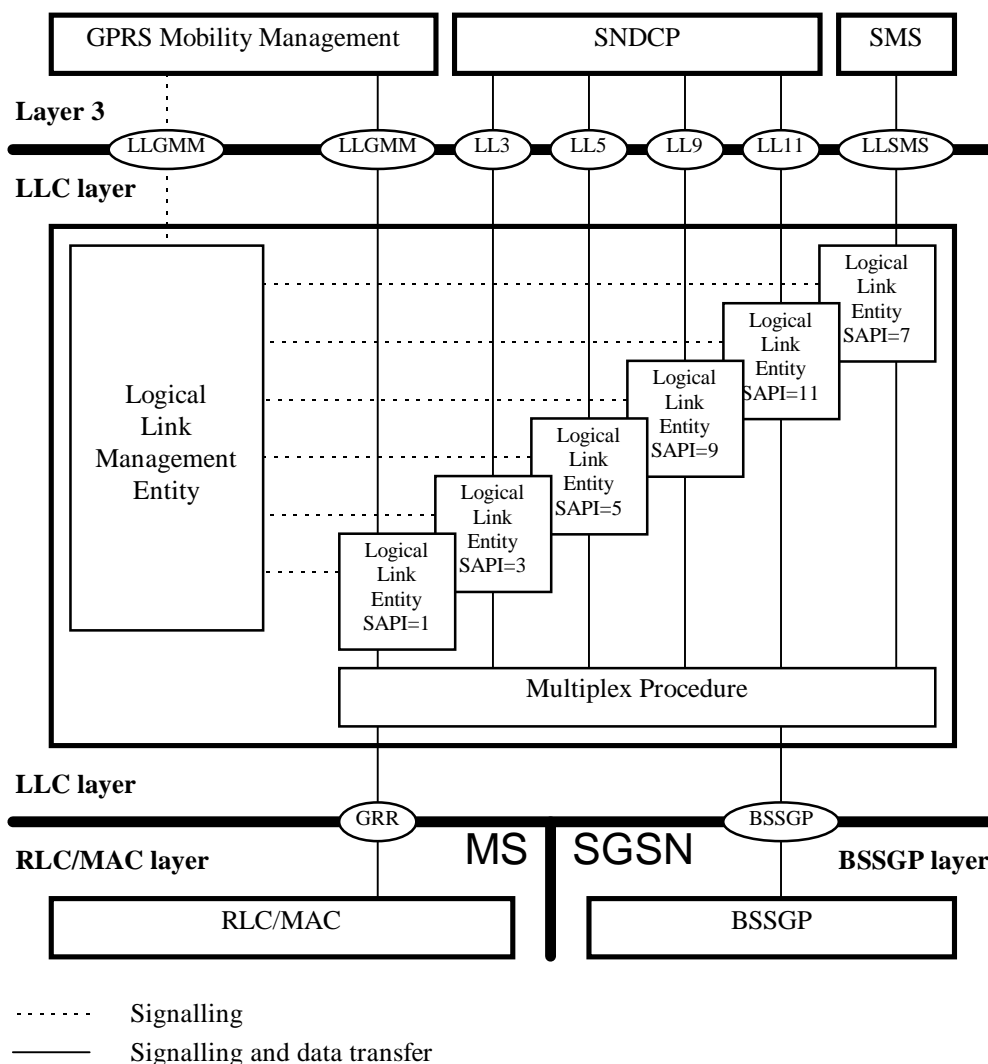 GPRS Mobility Management
SNDCP
SMS
Layer 3
LLGMM
LLGMM
LL3
LL5
LL9
LL11
LLSMS
LLC layer
Logical
Link
Management
Entity
Logical
Link
Entity
SAPI=7
Logical
Link
Entity
SAPI=11
Logical
Link
Entity
SAPI=9
Logical
Link
Entity
SAPI=5
Logical
Link
Entity
SAPI=3
Logical
Link
Entity
SAPI=1
Multiplex Procedure
LLC layer
GRR
BSSGP
RLC/MAC layer
MS
SGSN
BSSGP layer
RLC/MAC
BSSGP
Signalling
Signalling and data transfer